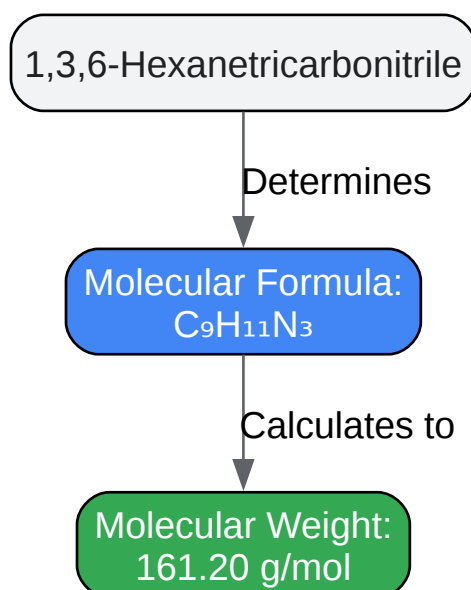 1,3,6-Hexanetricarbonitrile
Determines
Molecular Formula:
C₉H₁₁N₃
Calculates to
Molecular Weight:
161.20 g/mol